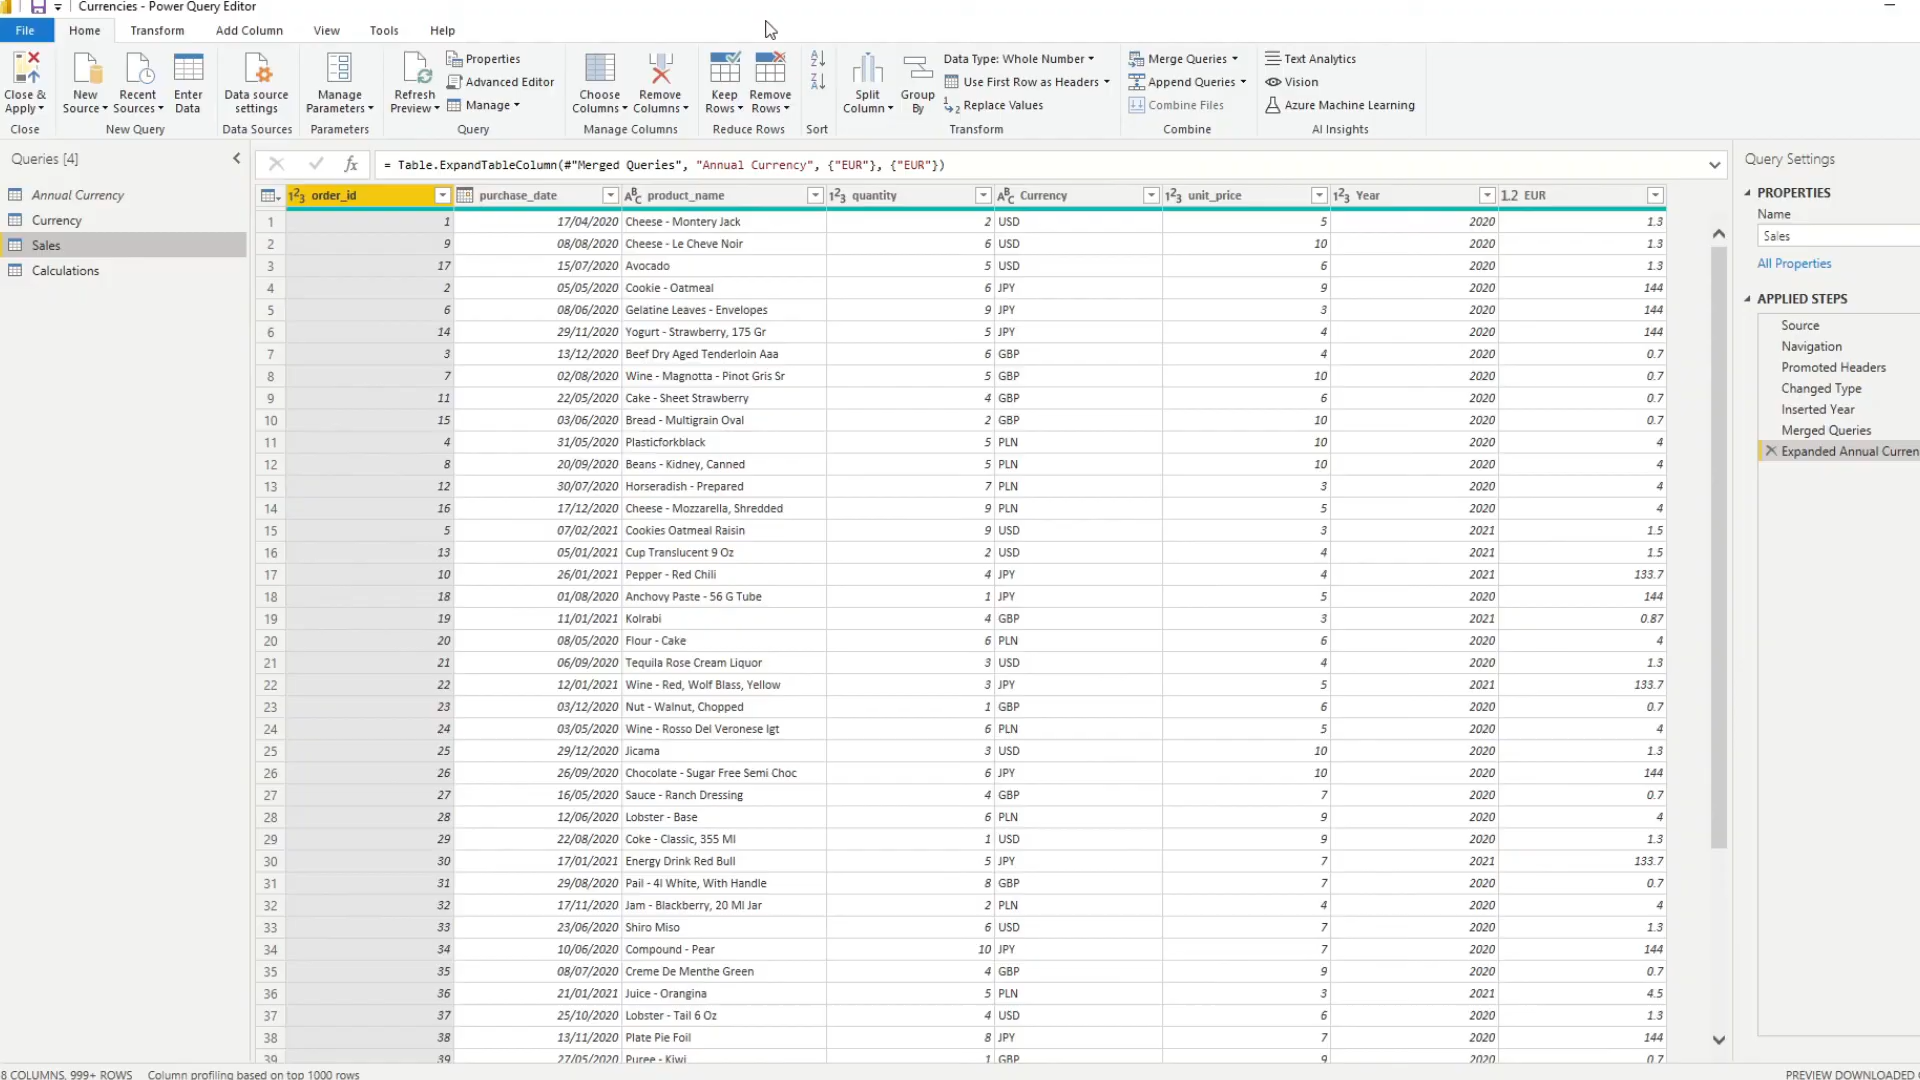 Currencies - Power Query Editor
File Home Transform Add Column View Tools Help
Close & Apply
New Source
Recent Sources
Enter Data
Data source settings
Manage Parameters
Refresh Preview
Properties
Advanced Editor
Manage
Choose Columns
Remove Columns
Keep Rows
Remove Rows
Split Column
Group By
Data Type: Whole Number
Use First Row as Headers
Replace Values
Merge Queries
Append Queries
Combine Files
Text Analytics
Vision
Azure Machine Learning
Close New Query Data Sources Parameters Query Manage Columns Reduce Rows Sort Transform Combine AI Insights
Queries [4]
Annual Currency
Currency
Sales
Calculations
= Table.ExpandTableColumn(#"Merged Queries", "Annual Currency", {"EUR"}, {"EUR"})
order_id purchase_date product_name quantity Currency unit_price Year EUR
1 1 17/04/2020 Cheese - Montery Jack 2 USD 5 2020 1.3
2 9 08/08/2020 Cheese - Le Cheve Noir 6 USD 10 2020 1.3
3 17 15/07/2020 Avocado 5 USD 6 2020 1.3
4 2 05/05/2020 Cookie - Oatmeal 6 JPY 9 2020 144
5 6 08/06/2020 Gelatine Leaves - Envelopes 9 JPY 3 2020 144
6 14 29/11/2020 Yogurt - Strawberry, 175 Gr 5 JPY 4 2020 144
7 3 13/12/2020 Beef Dry Aged Tenderloin Aaa 6 GBP 4 2020 0.7
8 7 02/08/2020 Wine - Magnotta - Pinot Gris Sr 5 GBP 10 2020 0.7
9 11 22/05/2020 Cake - Sheet Strawberry 4 GBP 6 2020 0.7
10 15 03/06/2020 Bread - Multigrain Oval 2 GBP 10 2020 0.7
11 4 31/05/2020 Plasticforkblack 5 PLN 10 2020 4
12 8 20/09/2020 Beans - Kidney, Canned 5 PLN 10 2020 4
13 12 30/07/2020 Horseradish - Prepared 7 PLN 3 2020 4
14 16 17/12/2020 Cheese - Mozzarella, Shredded 9 PLN 5 2020 4
15 5 07/02/2021 Cookies Oatmeal Raisin 9 USD 3 2021 1.5
16 13 05/01/2021 Cup Translucent 9 Oz 2 USD 4 2021 1.5
17 10 26/01/2021 Pepper - Red Chili 4 JPY 4 2021 133.7
18 18 01/08/2020 Anchovy Paste - 56 G Tube 1 JPY 5 2020 144
19 19 11/01/2021 Kolrabi 4 GBP 3 2021 0.87
20 20 08/05/2020 Flour - Cake 6 PLN 6 2020 4
21 21 06/09/2020 Tequila Rose Cream Liquor 3 USD 4 2020 1.3
22 22 12/01/2021 Wine - Red, Wolf Blass, Yellow 3 JPY 5 2021 133.7
23 23 03/12/2020 Nut - Walnut, Chopped 1 GBP 6 2020 0.7
24 24 03/05/2020 Wine - Rosso Del Veronese Igt 6 PLN 5 2020 4
25 25 29/12/2020 Jicama 3 USD 10 2020 1.3
26 26 26/09/2020 Chocolate - Sugar Free Semi Choc 6 JPY 10 2020 144
27 27 16/05/2020 Sauce - Ranch Dressing 4 GBP 7 2020 0.7
28 28 12/06/2020 Lobster - Base 6 PLN 9 2020 4
29 29 22/08/2020 Coke - Classic, 355 Ml 1 USD 9 2020 1.3
30 30 17/01/2021 Energy Drink Red Bull 5 JPY 7 2021 133.7
31 31 29/08/2020 Pail - 4l White, With Handle 8 GBP 7 2020 0.7
32 32 17/11/2020 Jam - Blackberry, 20 Ml Jar 2 PLN 4 2020 4
33 33 23/06/2020 Shiro Miso 6 USD 7 2020 1.3
34 34 10/06/2020 Compound - Pear 10 JPY 7 2020 144
35 35 08/07/2020 Creme De Menthe Green 4 GBP 9 2020 0.7
36 36 21/01/2021 Juice - Orangina 5 PLN 3 2021 4.5
37 37 25/10/2020 Lobster - Tail 6 Oz 4 USD 6 2020 1.3
38 38 13/11/2020 Plate Pie Foil 8 JPY 7 2020 144
39 39 27/05/2020 Puree - Kiwi 1 GBP 9 2020 0.7
Query Settings
PROPERTIES
Name
Sales
All Properties
APPLIED STEPS
Source
Navigation
Promoted Headers
Changed Type
Inserted Year
Merged Queries
Expanded Annual Curren
8 COLUMNS, 999+ ROWS Column profiling based on top 1000 rows PREVIEW DOWNLOADED